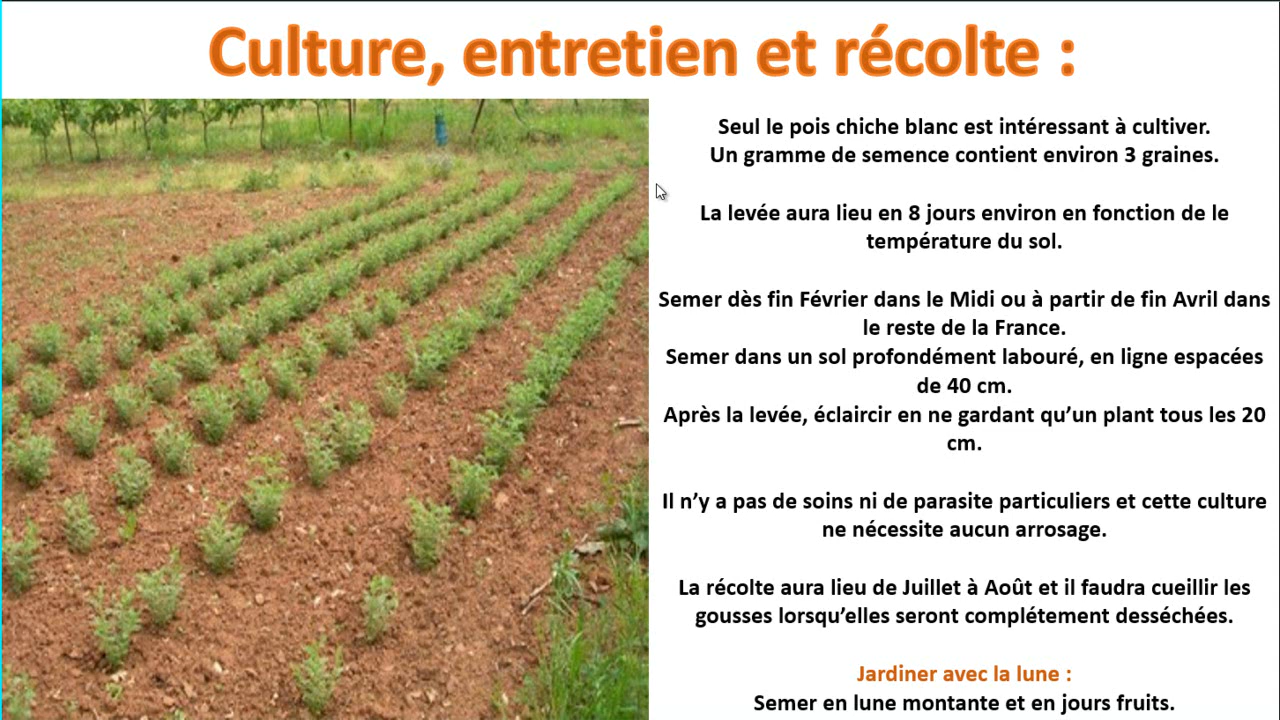 Culture, entretien et récolte :
Seul le pois chiche blanc est intéressant à cultiver.
Un gramme de semence contient environ 3 graines.
La levée aura lieu en 8 jours environ en fonction de le
température du sol.
Semer dès fin Février dans le Midi ou à partir de fin Avril dans
le reste de la France.
Semer dans un sol profondément labouré, en ligne espacées
de 40 cm.
Après la levée, éclaircir en ne gardant qu’un plant tous les 20
cm.
Il n’y a pas de soins ni de parasite particuliers et cette culture
ne nécessite aucun arrosage.
La récolte aura lieu de Juillet à Août et il faudra cueillir les
gousses lorsqu’elles seront complétement desséchées.
Jardiner avec la lune :
Semer en lune montante et en jours fruits.